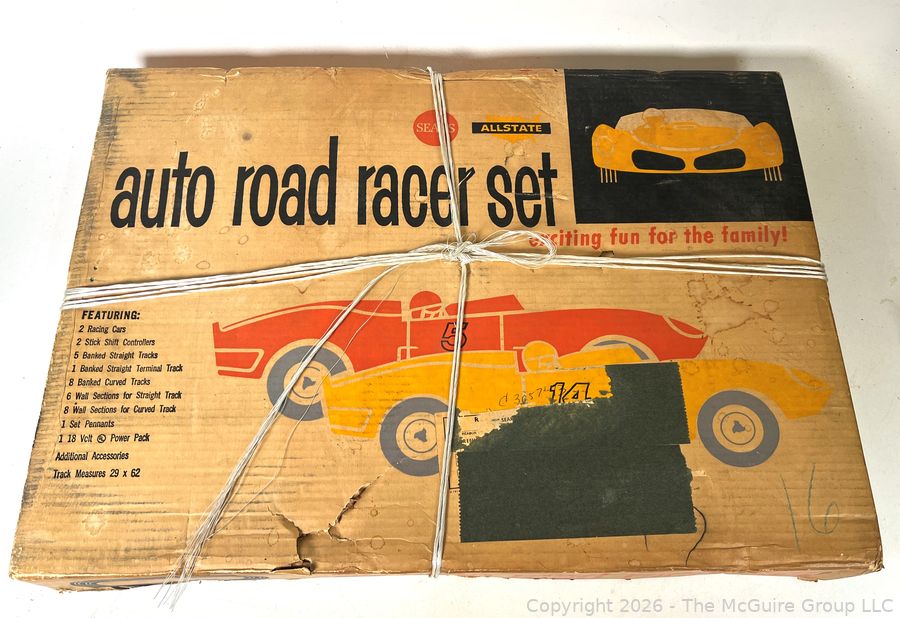 SEARS
ALLSTATE
auto road racer set
exciting fun for the family!
FEATURING:
2 Racing Cars
2 Stick Shift Controllers
5 Banked Straight Tracks
1 Banked Straight Terminal Track
8 Banked Curved Tracks
6 Wall Sections for Straight Track
8 Wall Sections for Curved Track
1 Set Pennants
1 18 Volt UL Power Pack
Additional Accessories
Track Measures 29 x 62
5
14
R
16
Copyright 2026 - The McGuire Group LLC